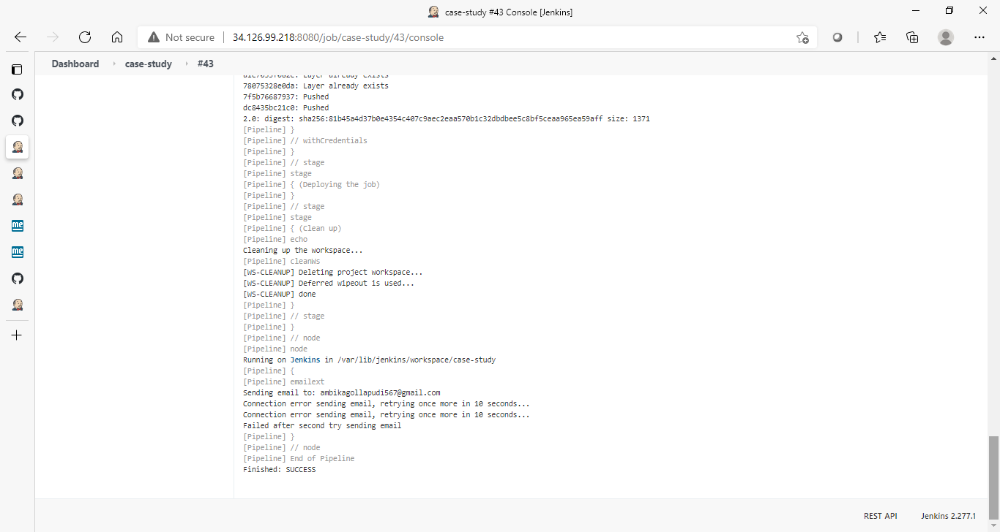 case-study #43 Console [Jenkins]
Not secure
34.126.99.218:8080/job/case-study/43/console
Dashboard
case-study
#43
Layer already exists
78075328e0da: Layer already exists
7f5b76687937: Pushed
dc8435bc21c0: Pushed
2.0: digest: sha256:81b45a4d37b0e4354c407c9aec2eaa570b1c32dbdbee5c8bf5ceaa965ea59aff size: 1371
[Pipeline] }
[Pipeline] // withCredentials
[Pipeline] }
[Pipeline] // stage
[Pipeline] stage
[Pipeline] { (Deploying the job)
[Pipeline] }
[Pipeline] // stage
[Pipeline] stage
[Pipeline] { (Clean up)
[Pipeline] echo
Cleaning up the workspace...
[Pipeline] cleanWs
[WS-CLEANUP] Deleting project workspace...
[WS-CLEANUP] Deferred wipeout is used...
[WS-CLEANUP] done
[Pipeline] }
[Pipeline] // stage
[Pipeline] }
[Pipeline] // node
[Pipeline] node
Running on Jenkins in /var/lib/jenkins/workspace/case-study
[Pipeline] {
[Pipeline] emailext
Sending email to: ambikagollapudi567@gmail.com
Connection error sending email, retrying once more in 10 seconds...
Connection error sending email, retrying once more in 10 seconds...
Failed after second try sending email
[Pipeline] }
[Pipeline] // node
[Pipeline] End of Pipeline
Finished: SUCCESS
me
me
REST API
Jenkins 2.277.1